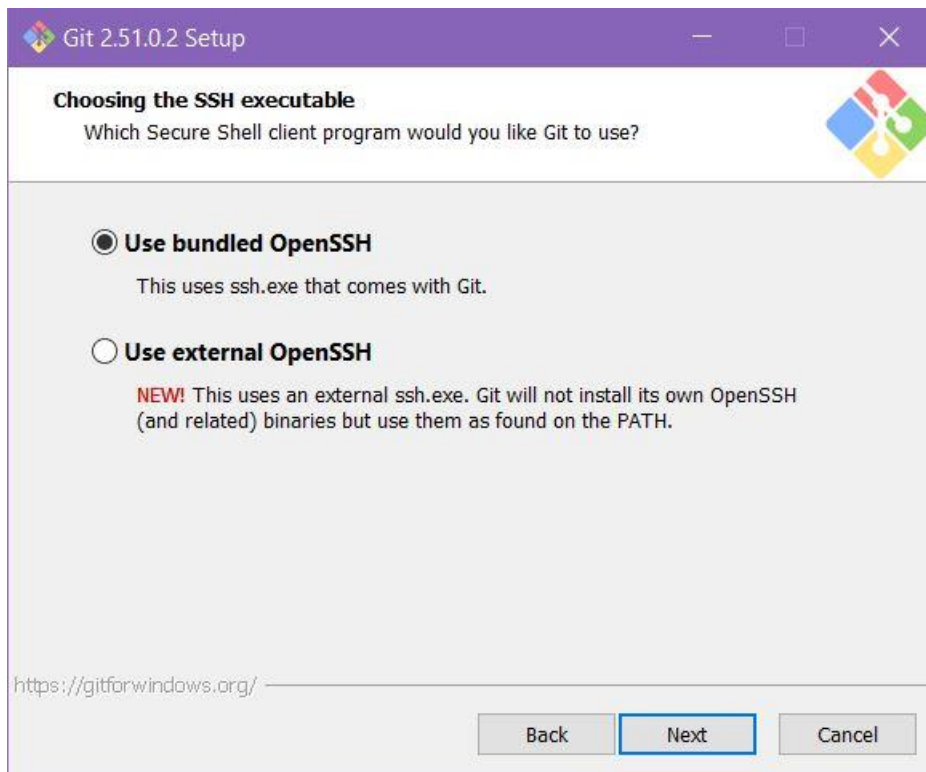 Git 2.51.0.2 Setup
Choosing the SSH executable
Which Secure Shell client program would you like Git to use?
Use bundled OpenSSH
This uses ssh.exe that comes with Git.
Use external OpenSSH
NEW! This uses an external ssh.exe. Git will not install its own OpenSSH
(and related) binaries but use them as found on the PATH.
https://gitforwindows.org/
Back Next Cancel